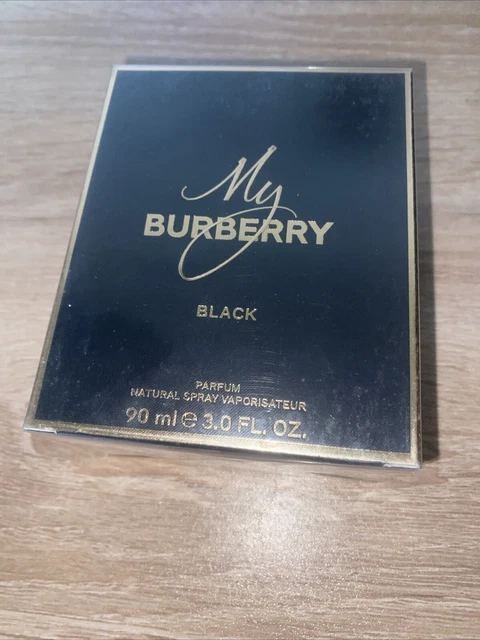 My
BURBERRY
BLACK
PARFUM
NATURAL SPRAY VAPORISATEUR
90 ml ℮ 3.0 FL. OZ.